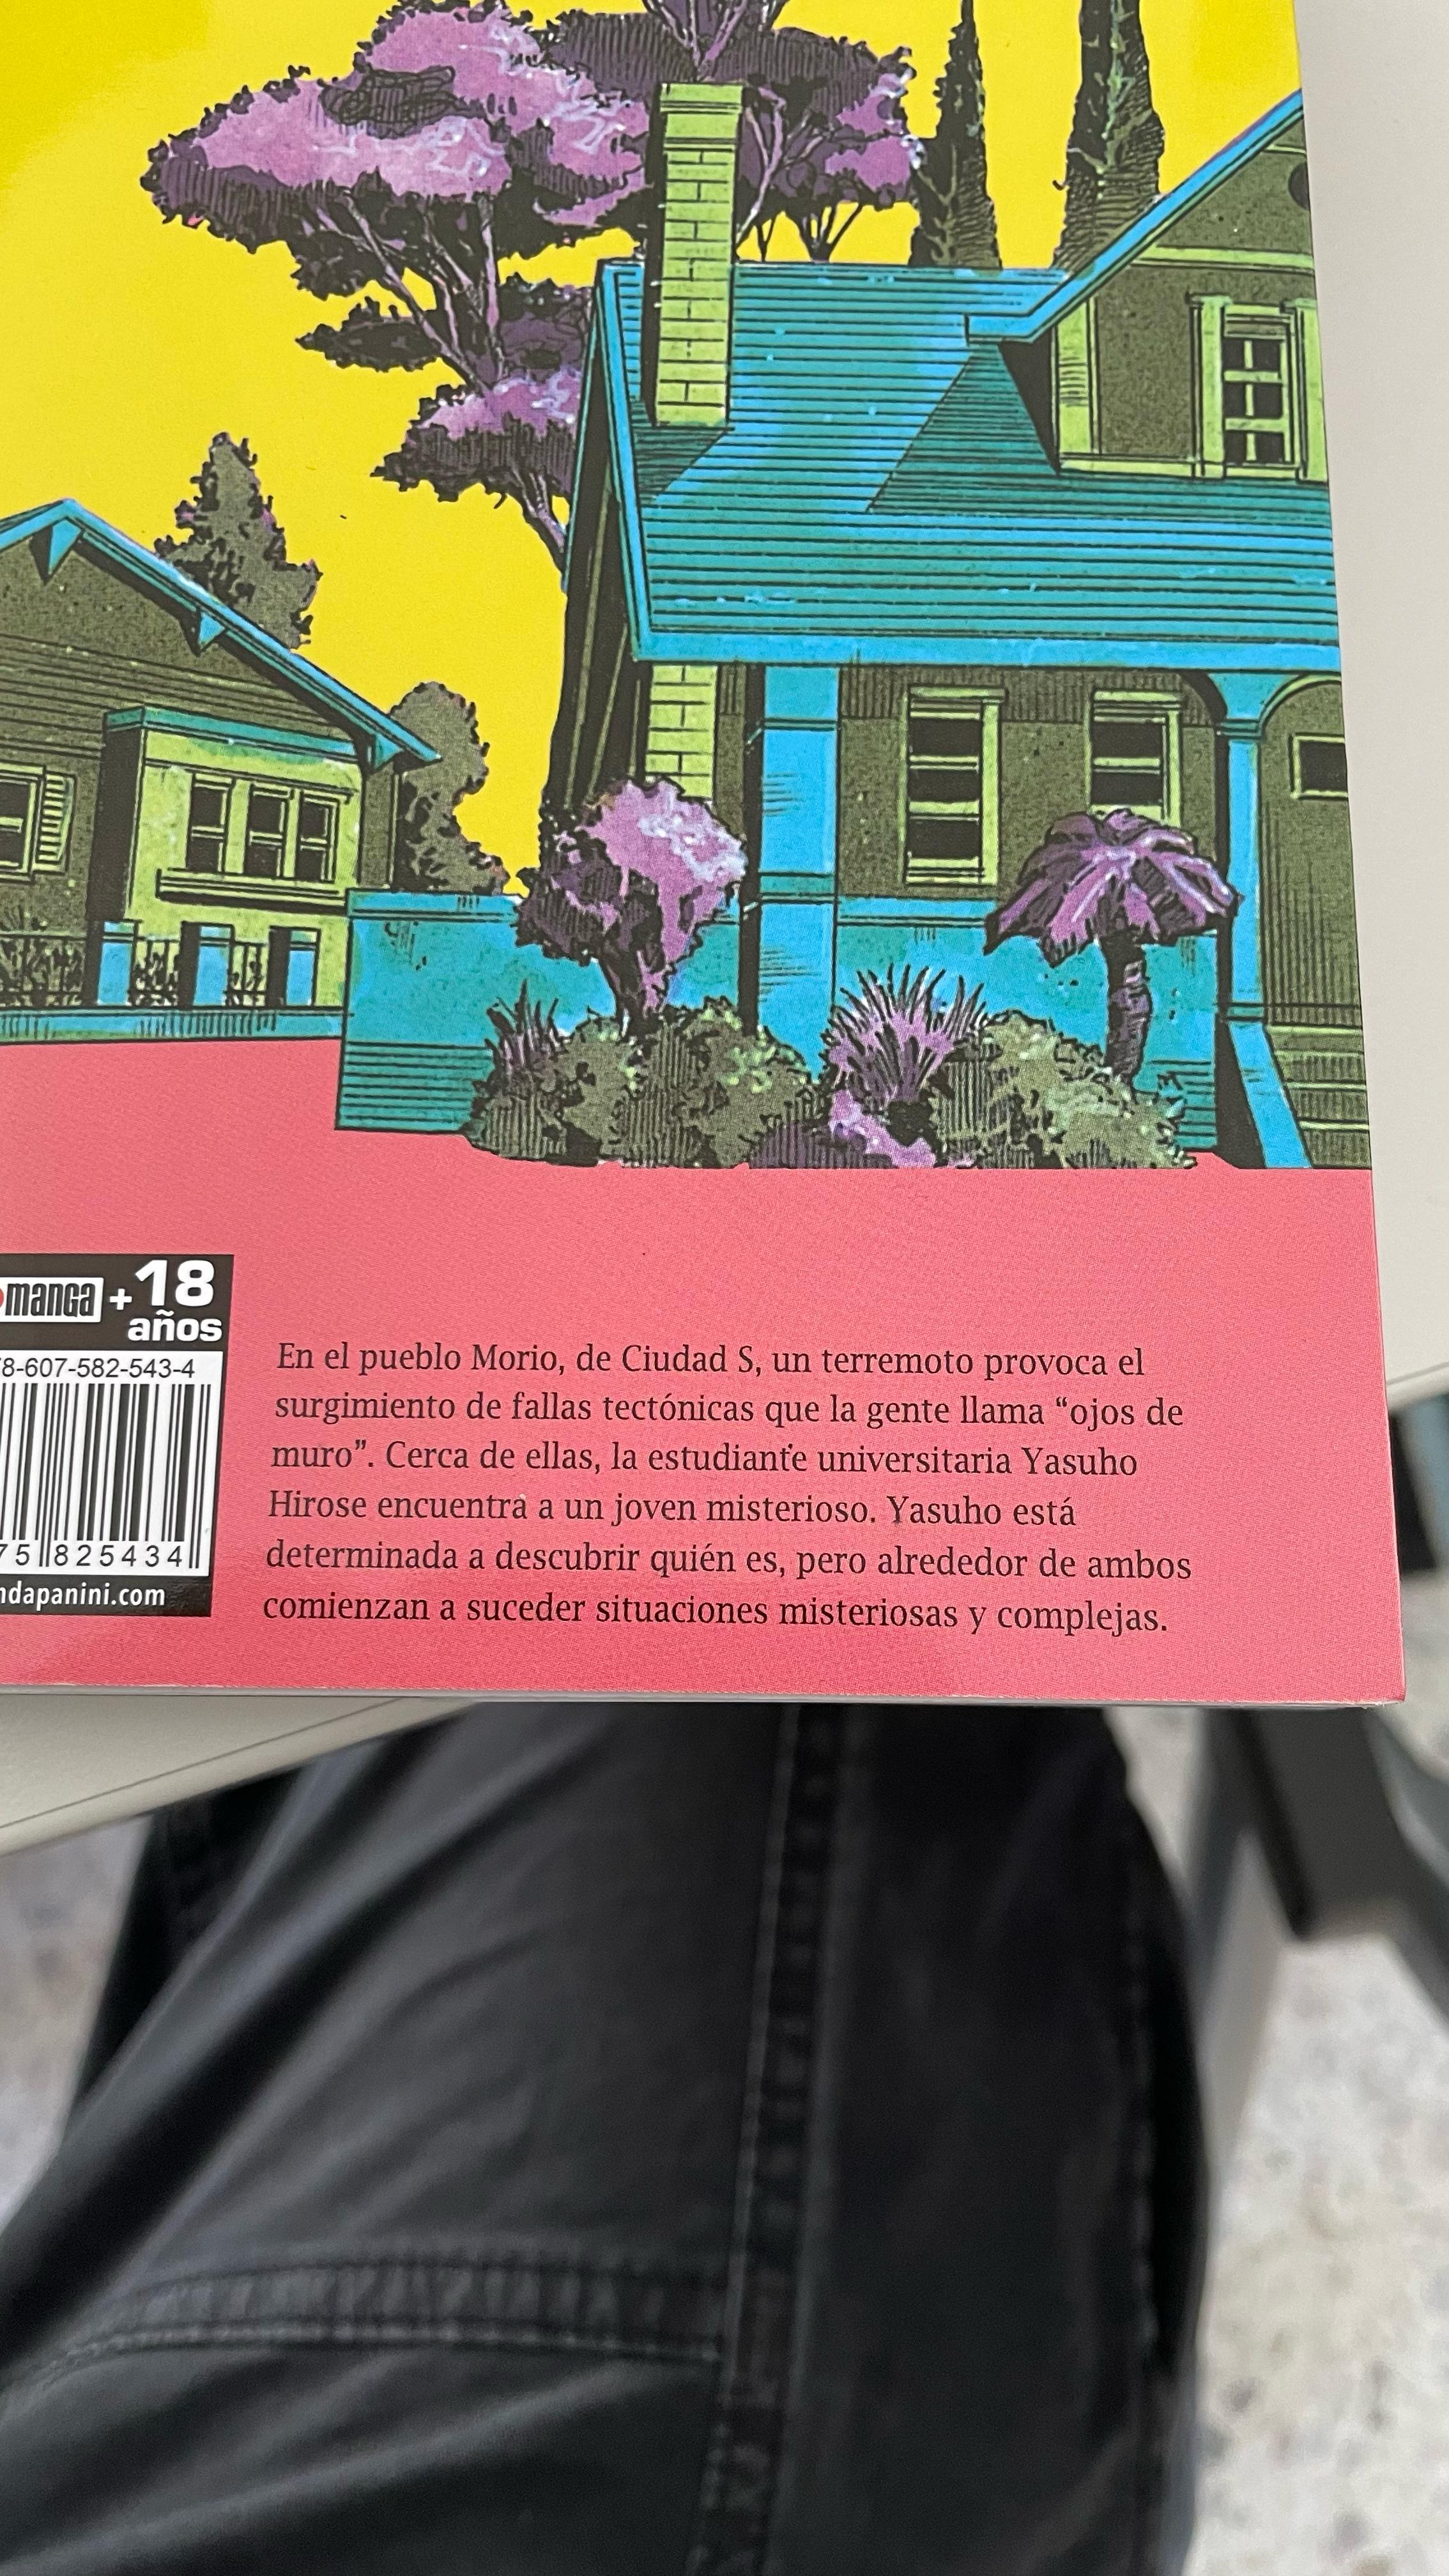 manga +18
años
8-607-582-543-4
75 825434
ndapanini.com
En el pueblo Morio, de Ciudad S, un terremoto provoca el
surgimiento de fallas tectónicas que la gente llama “ojos de
muro”. Cerca de ellas, la estudiante universitaria Yasuho
Hirose encuentra a un joven misterioso. Yasuho está
determinada a descubrir quién es, pero alrededor de ambos
comienzan a suceder situaciones misteriosas y complejas.